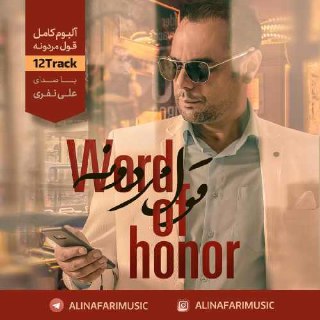 آلبوم کامل
قول مردونه
12Track
با صدای
علی نفری
Word
of
honor
قول مردونه
ALINAFARIMUSIC
ALINAFARIMUSIC